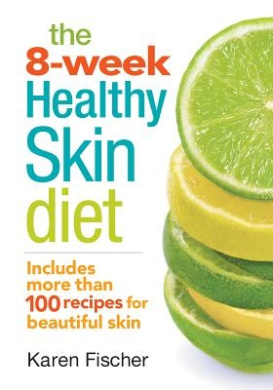 the
8-week
Healthy
Skin
diet
Includes
more than
100 recipes for
beautiful skin
Karen Fischer